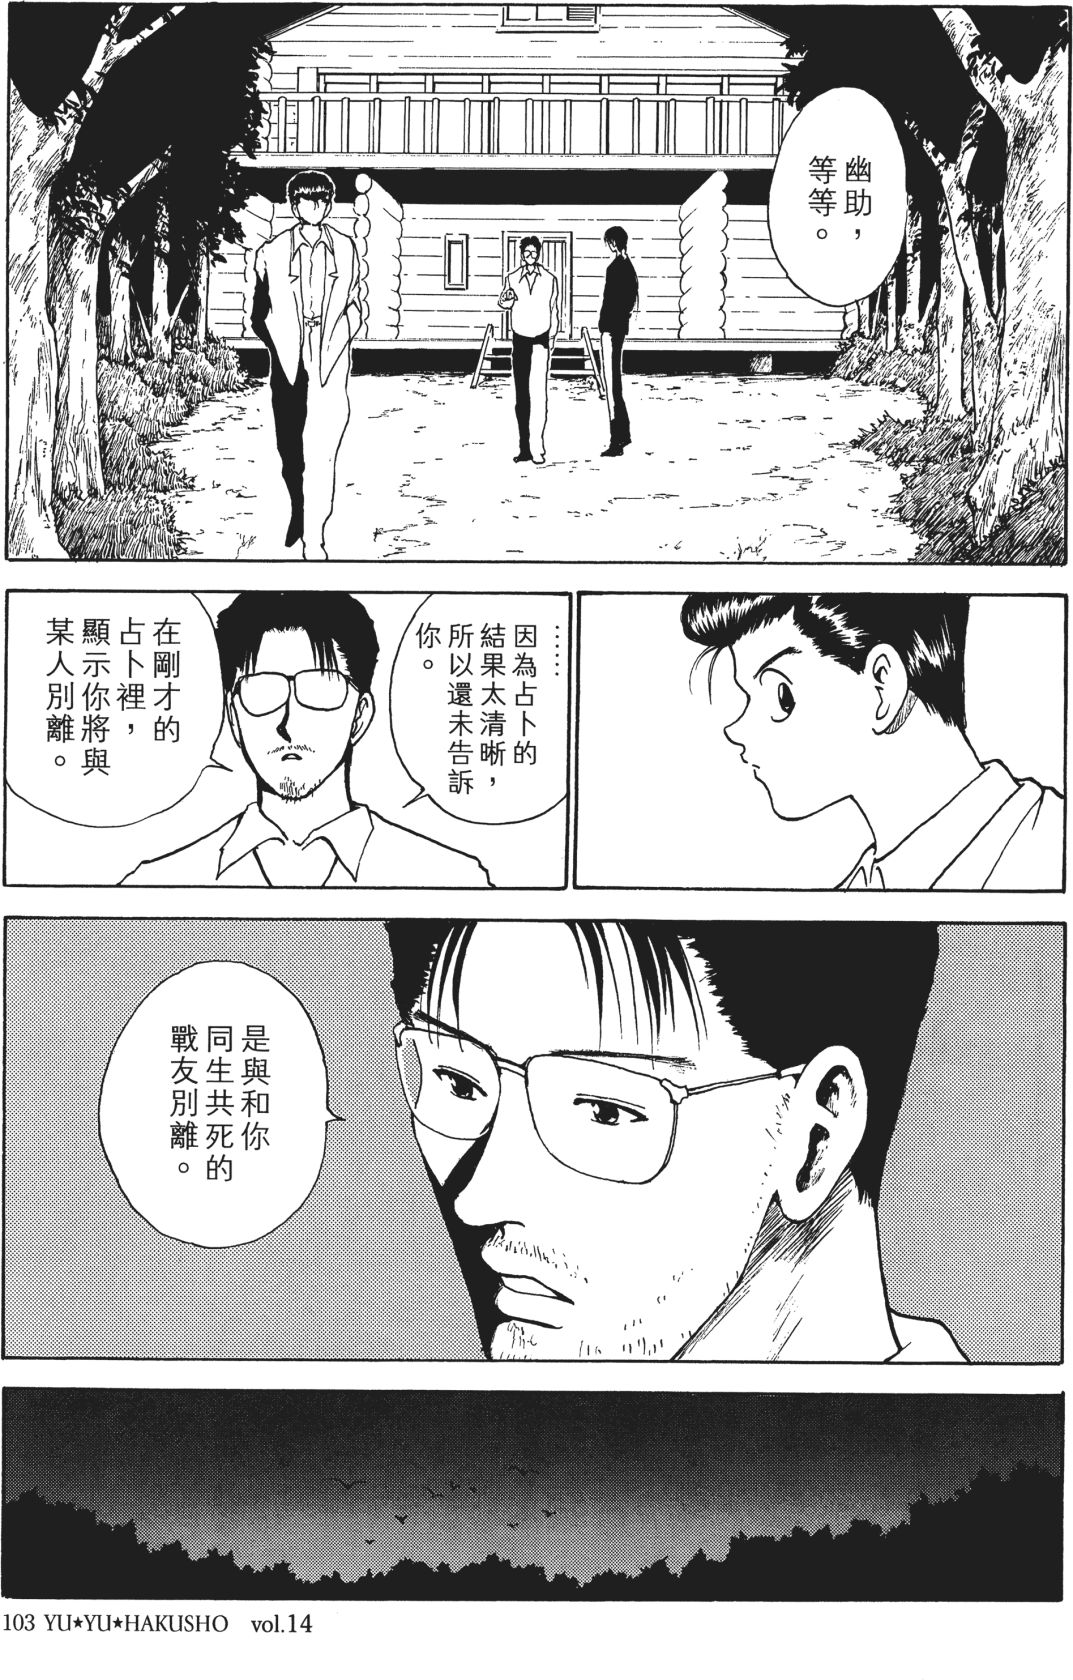 幽助，
等等。
……
因為占卜的
結果太清晰，
所以還未告訴
你。
在剛才的
占卜裡，
顯示你將與
某人別離。
是與和你
同生共死的
戰友別離。
103 YU★YU★HAKUSHO vol.14